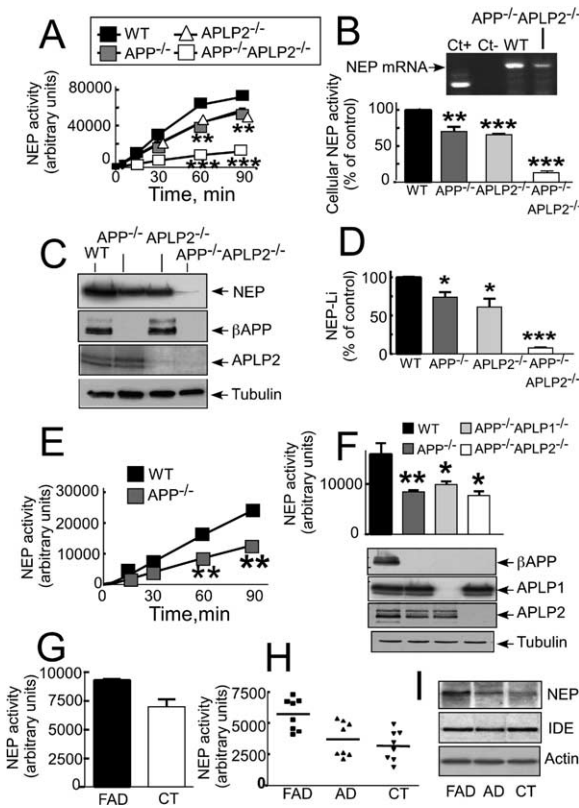 A
WT
APLP2-/-
APP-/-
APP-/-APLP2-/-
NEP activity
(arbitrary units)
80000
40000
0
0 30 60 90
** **
*** ***
Time, min
B
APP-/-APLP2-/-
Ct+ Ct- WT
NEP mRNA
Cellular NEP activity
(% of control)
100
50
0
** *** ***
WT APP-/- APLP2-/- APP-/-
APLP2-/-
C
APP-/- APLP2-/-
WT APP-/-APLP2-/-
NEP
βAPP
APLP2
Tubulin
D
NEP-Li
(% of control)
100
50
0
* * ***
WT APP-/- APLP2-/- APP-/-
APLP2-/-
E
WT
APP-/-
NEP activity
(arbitrary units)
30000
20000
10000
0
0 30 60 90
** **
Time,min
F
WT APP-/-APLP1-/-
APP-/- APP-/-APLP2-/-
NEP activity
(arbitrary units)
10000
0
** * *
βAPP
APLP1
APLP2
Tubulin
G
NEP activity
(arbitrary units)
10000
7500
5000
2500
0
FAD CT
H
NEP activity
(arbitrary units)
7500
5000
2500
0
FAD AD CT
I
NEP
IDE
Actin
FAD AD CT